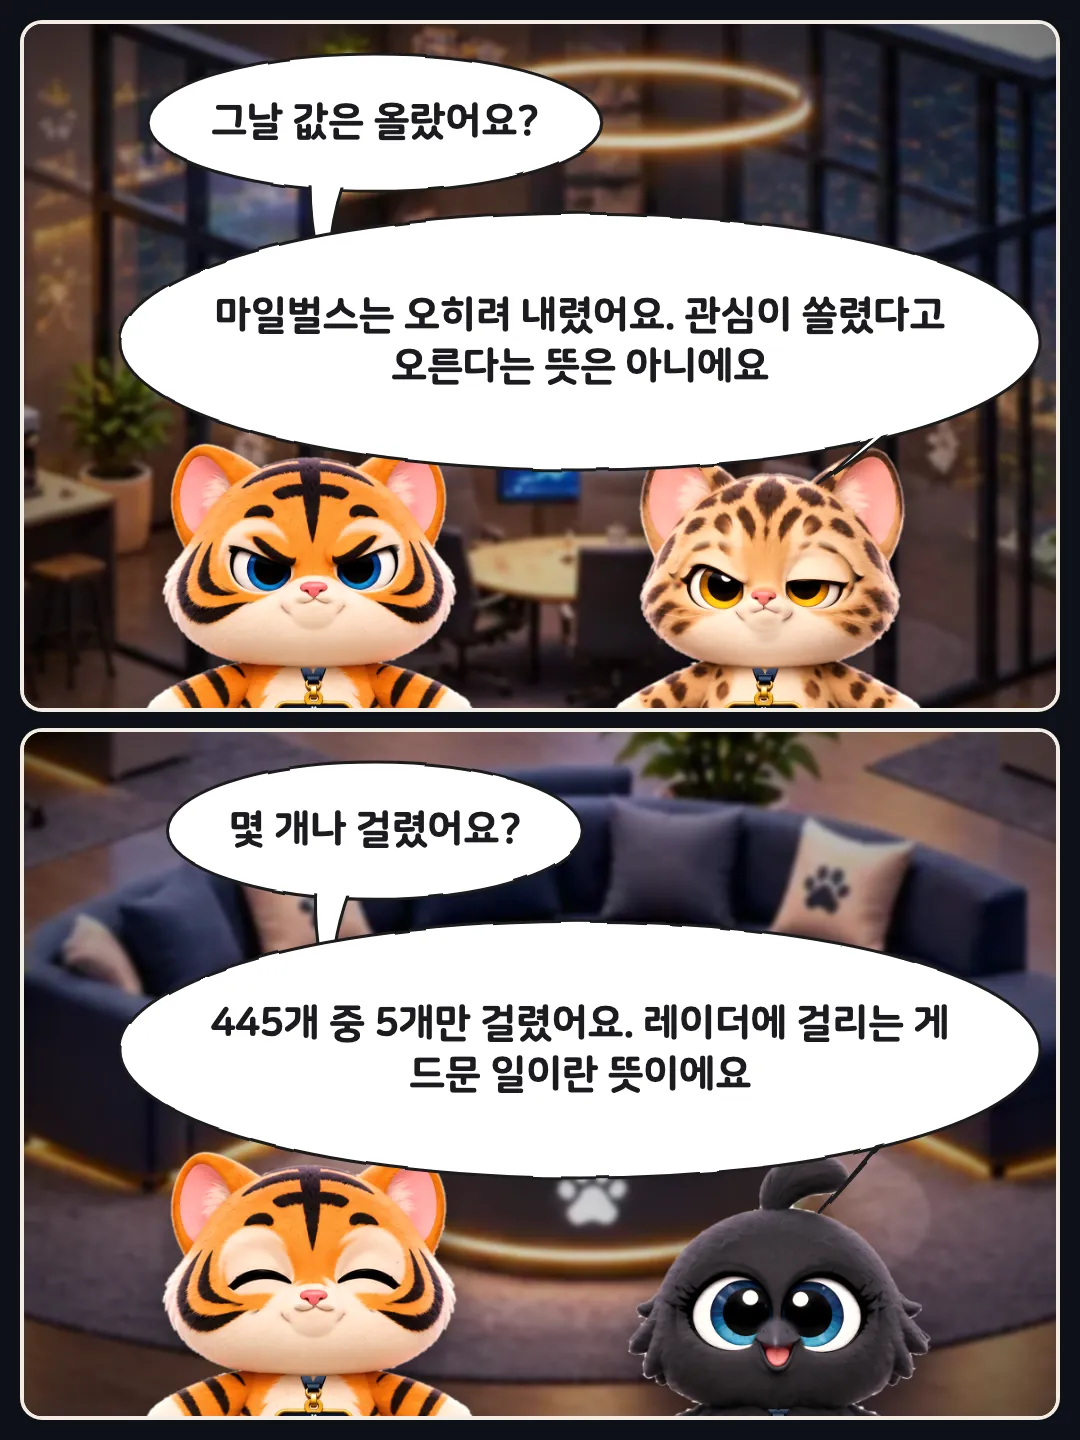 그날 값은 올랐어요?
마일벌스는 오히려 내렸어요. 관심이 쏠렸다고
오른다는 뜻은 아니에요
몇 개나 걸렸어요?
445개 중 5개만 걸렸어요. 레이더에 걸리는 게
드문 일이란 뜻이에요